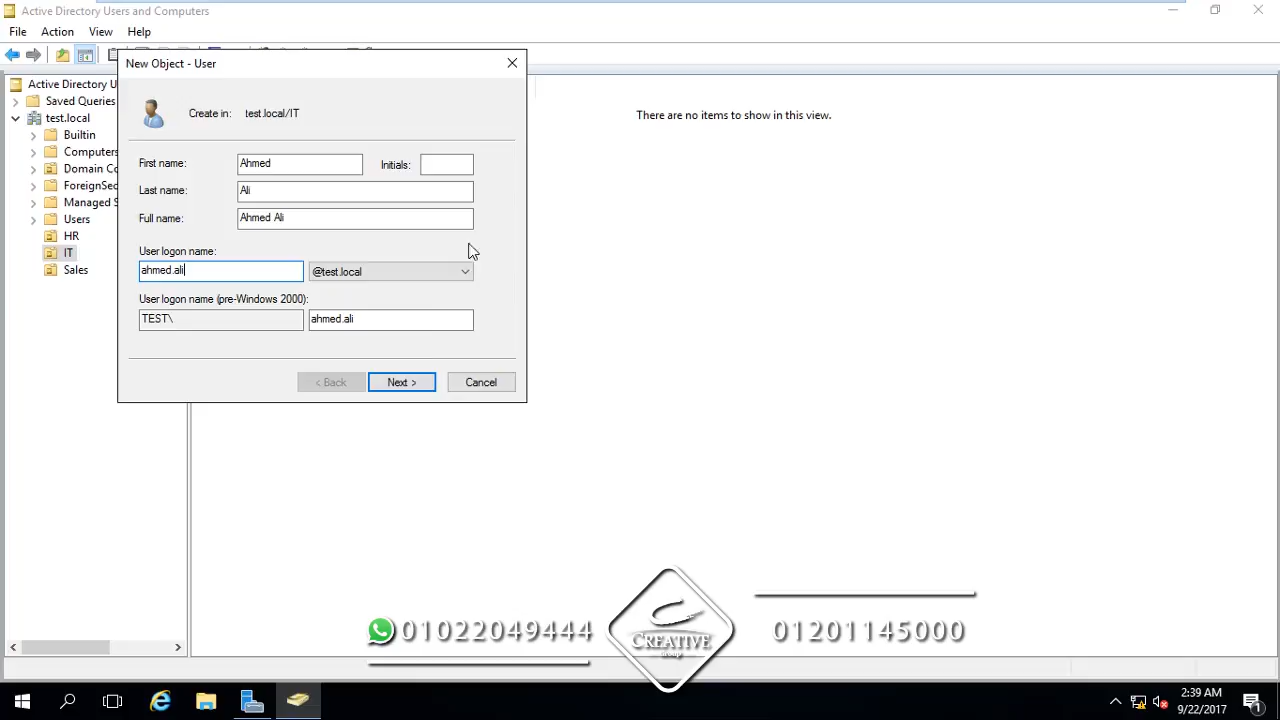 Active Directory Users and Computers
File Action View Help
New Object - User
Active Directory U
Saved Queries
test.local
Builtin
Computers
Domain Co
ForeignSec
Managed S
Users
HR
IT
Sales
Create in: test.local/IT
First name: Ahmed Initials:
Last name: Ali
Full name: Ahmed Ali
User logon name:
ahmed.ali @test.local
User logon name (pre-Windows 2000):
TEST\ ahmed.ali
< Back Next > Cancel
There are no items to show in this view.
01022049444
CREATIVE
Group
01201145000
2:39 AM
9/22/2017
1